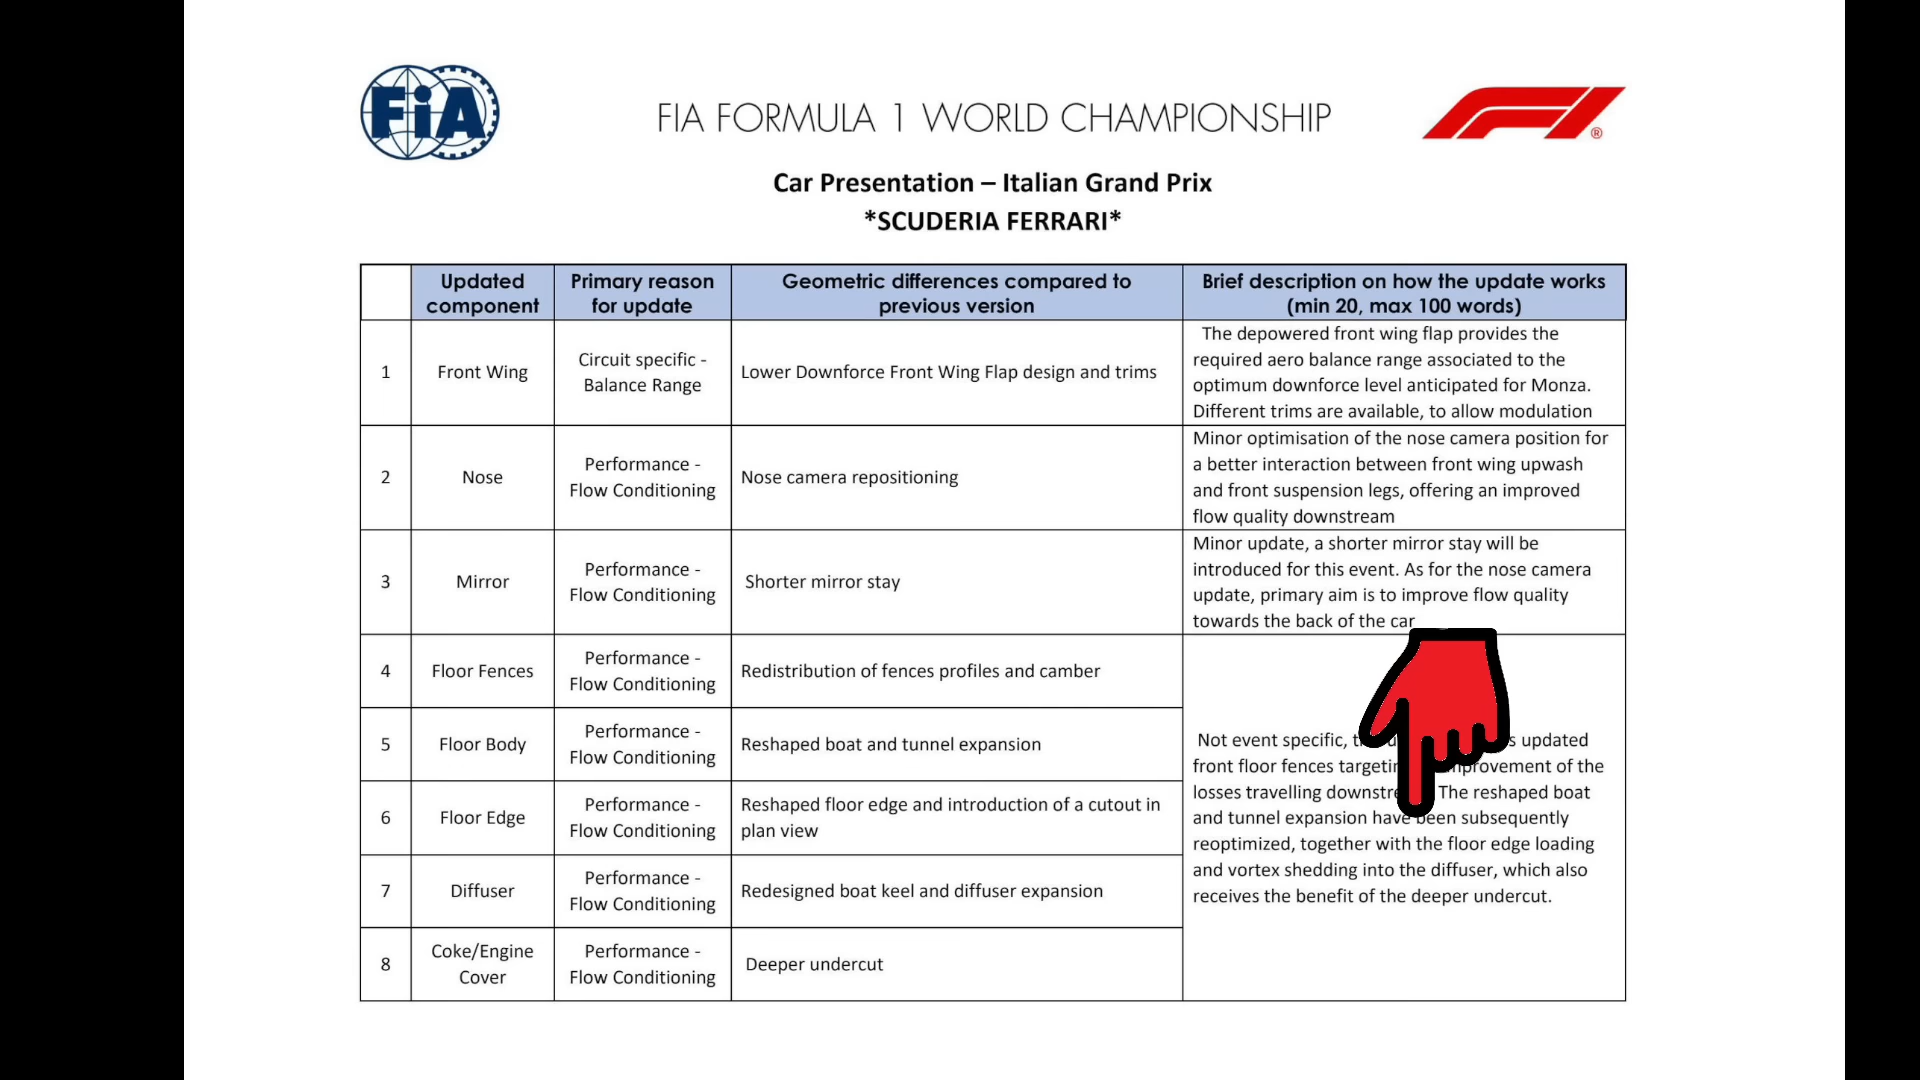 FiA
FIA FORMULA 1 WORLD CHAMPIONSHIP
F1 ®
Car Presentation – Italian Grand Prix
*SCUDERIA FERRARI*
Updated
component
Primary reason
for update
Geometric differences compared to
previous version
Brief description on how the update works
(min 20, max 100 words)
1
Front Wing
Circuit specific -
Balance Range
Lower Downforce Front Wing Flap design and trims
The depowered front wing flap provides the
required aero balance range associated to the
optimum downforce level anticipated for Monza.
Different trims are available, to allow modulation
2
Nose
Performance -
Flow Conditioning
Nose camera repositioning
Minor optimisation of the nose camera position for
a better interaction between front wing upwash
and front suspension legs, offering an improved
flow quality downstream
3
Mirror
Performance -
Flow Conditioning
Shorter mirror stay
Minor update, a shorter mirror stay will be
introduced for this event. As for the nose camera
update, primary aim is to improve flow quality
towards the back of the car
4
Floor Fences
Performance -
Flow Conditioning
Redistribution of fences profiles and camber
5
Floor Body
Performance -
Flow Conditioning
Reshaped boat and tunnel expansion
6
Floor Edge
Performance -
Flow Conditioning
Reshaped floor edge and introduction of a cutout in
plan view
7
Diffuser
Performance -
Flow Conditioning
Redesigned boat keel and diffuser expansion
8
Coke/Engine
Cover
Performance -
Flow Conditioning
Deeper undercut
Not event specific, updated
front floor fences of the
losses travelling The reshaped boat
and tunnel expansion have been subsequently
reoptimized, together with the floor edge loading
and vortex shedding into the diffuser, which also
receives the benefit of the deeper undercut.